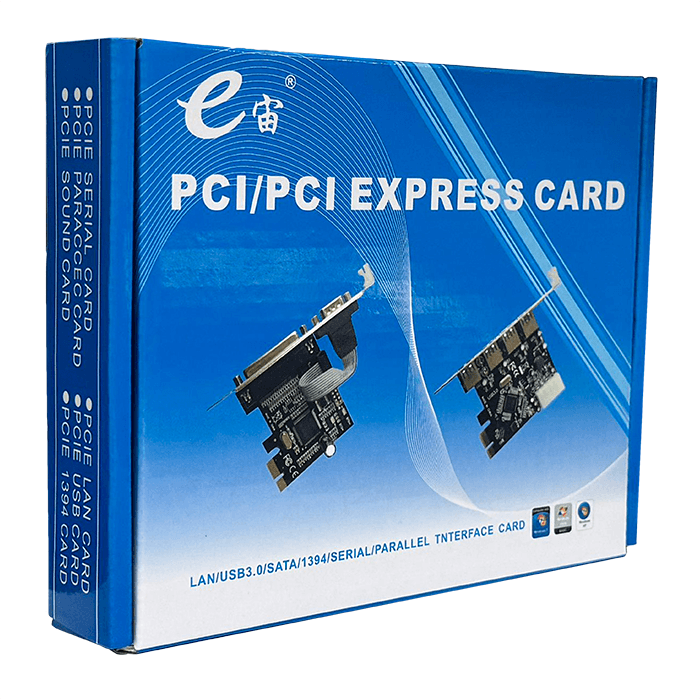 e宙®
PCI/PCI EXPRESS CARD
LAN/USB3.0/SATA/1394/SERIAL/PARALLEL TNTERFACE CARD
PCIE SERIAL CARD
PCIE PARACCEC CARD
PCIE SOUND CARD
PCIE LAN CARD
PCIE USB CARD
PCIE 1394 CARD